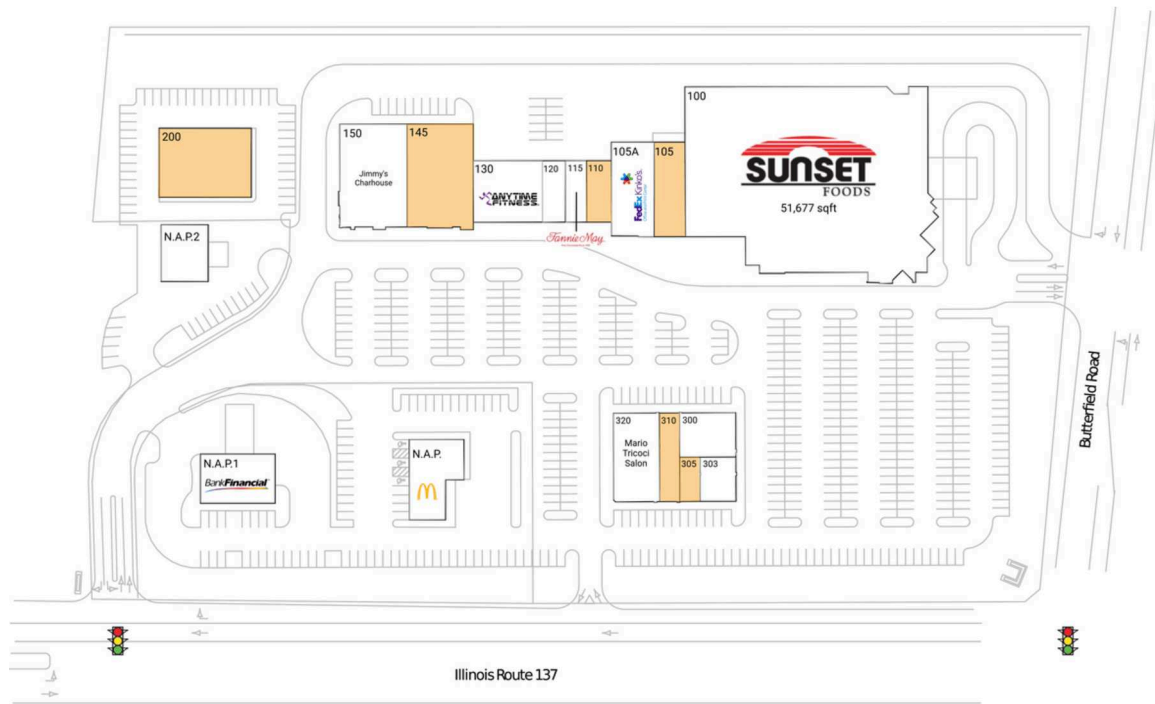 100
SUNSET
FOODS
51,677 sqft
200
150
Jimmy's
Charhouse
145
130
ANYTIME
FITNESS
120
115
110
105A
FedEx Kinko's
105
Fannie May
N.A.P.2
320
Mario
Tricoci
Salon
310
300
305
303
N.A.P.1
BankFinancial
N.A.P.
Butterfield Road
Illinois Route 137